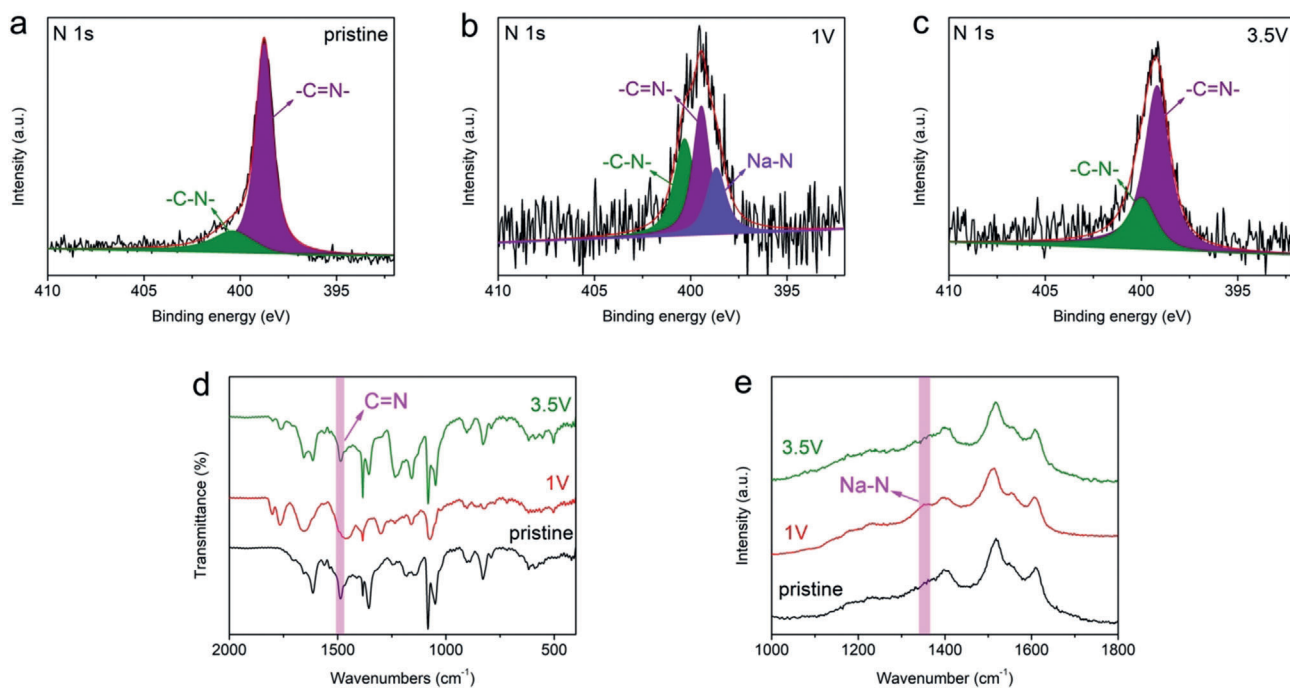 a
N 1s
pristine
-C=N-
-C-N-
Intensity (a.u.)
410
405
400
395
Binding energy (eV)
b
N 1s
1V
-C=N-
-C-N-
Na-N
Intensity (a.u.)
410
405
400
395
Binding energy (eV)
c
N 1s
3.5V
-C=N-
-C-N-
Intensity (a.u.)
410
405
400
395
Binding energy (eV)
d
C=N
3.5V
1V
pristine
Transmittance (%)
2000
1500
1000
500
Wavenumbers (cm⁻¹)
e
3.5V
Na-N
1V
pristine
Intensity (a.u.)
1000
1200
1400
1600
1800
Wavenumber (cm⁻¹)